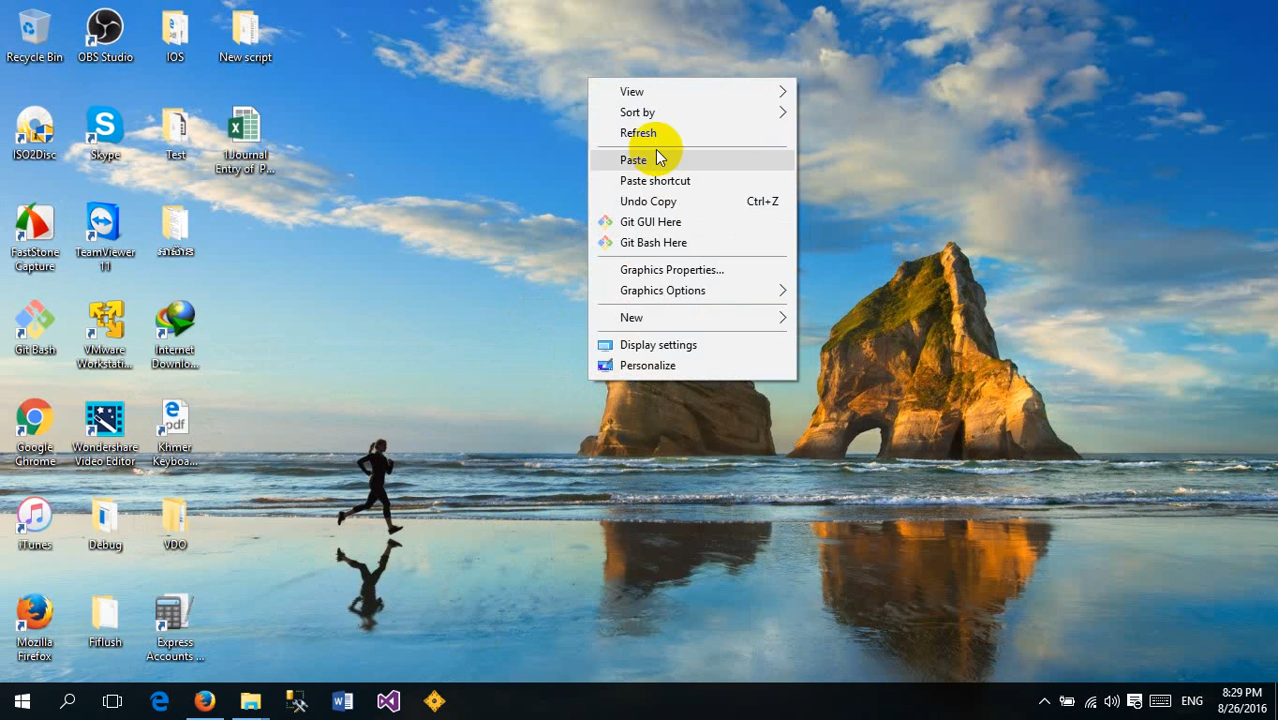 Recycle Bin
OBS Studio
IOS
New script
ISO2Disc
Skype
Test
1Journal
Entry of P...
FastStone
Capture
TeamViewer
11
Git Bash
VMware
Workstati...
Internet
Downlo...
Google
Chrome
Wondershare
Video Editor
Khmer
Keyboa...
iTunes
Debug
VDO
Mozilla
Firefox
Fiflush
Express
Accounts ...
View
Sort by
Refresh
Paste
Paste shortcut
Undo Copy Ctrl+Z
Git GUI Here
Git Bash Here
Graphics Properties...
Graphics Options
New
Display settings
Personalize
ENG
8:29 PM
8/26/2016